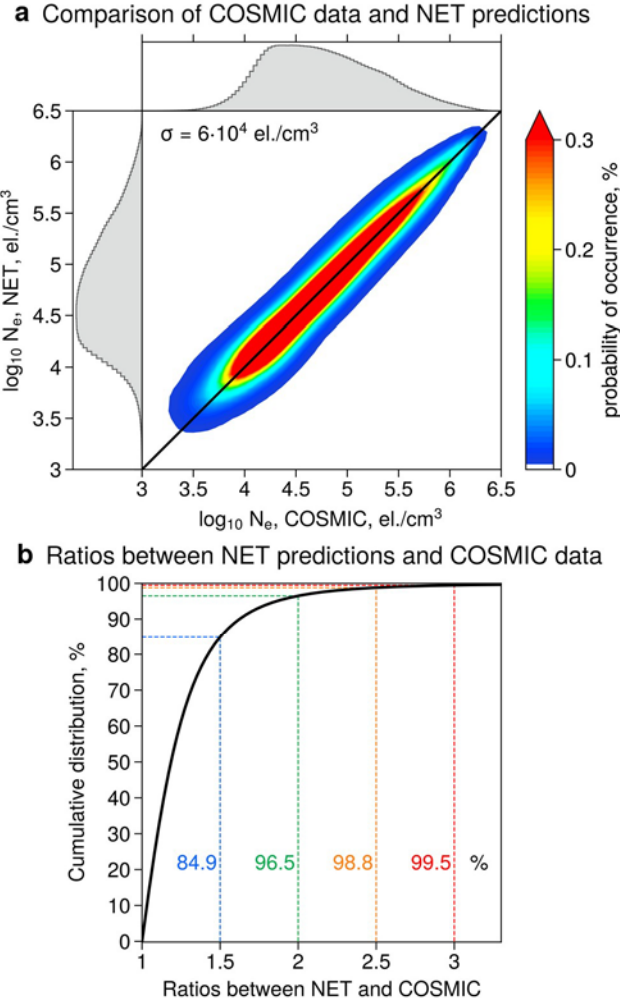 a Comparison of COSMIC data and NET predictions
σ = 6·10⁴ el./cm³
log₁₀ Nₑ, NET, el./cm³
6.5
6
5.5
5
4.5
4
3.5
3
3 3.5 4 4.5 5 5.5 6 6.5
log₁₀ Nₑ, COSMIC, el./cm³
0.3
0.2
0.1
0
probability of occurrence, %
b Ratios between NET predictions and COSMIC data
Cumulative distribution, %
100
90
80
70
60
50
40
30
20
10
0
84.9 96.5 98.8 99.5 %
1 1.5 2 2.5 3
Ratios between NET and COSMIC